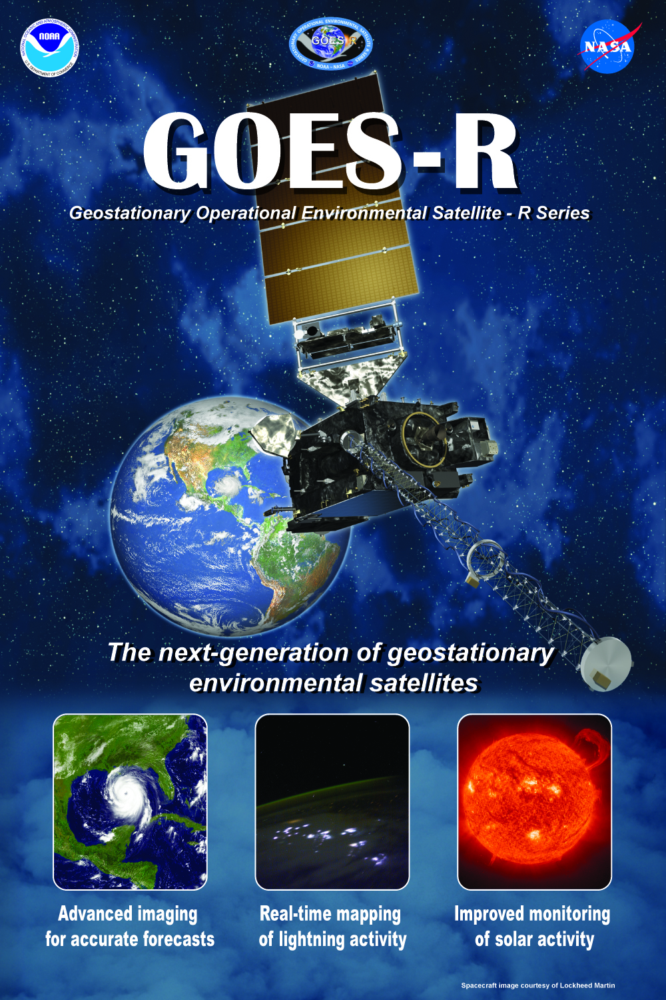 NATIONAL OCEANIC AND ATMOSPHERIC ADMINISTRATION
NOAA
U.S. DEPARTMENT OF COMMERCE
GEOSTATIONARY OPERATIONAL ENVIRONMENTAL SATELLITE R SERIES
GOES R
NOAA ~ NASA
NASA
GOES-R
Geostationary Operational Environmental Satellite - R Series
The next-generation of geostationary
environmental satellites
Advanced imaging
for accurate forecasts
Real-time mapping
of lightning activity
Improved monitoring
of solar activity
Spacecraft image courtesy of Lockheed Martin